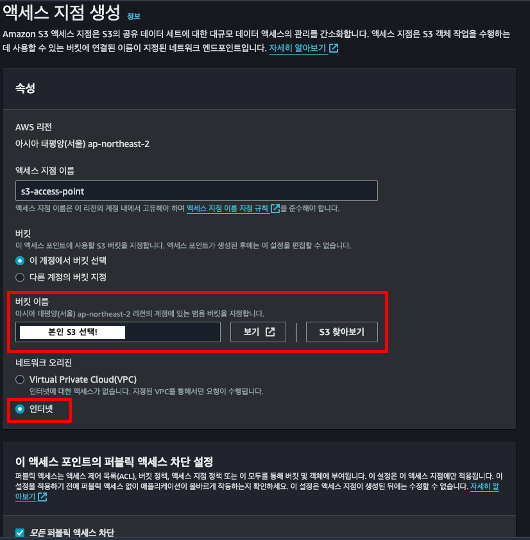 액세스 지점 생성 정보
Amazon S3 액세스 지점은 S3의 공유 데이터 세트에 대한 대규모 데이터 액세스의 관리를 간소화합니다. 액세스 지점은 S3 객체 작업을 수행하는
데 사용할 수 있는 버킷에 연결된 이름이 지정된 네트워크 엔드포인트입니다. 자세히 알아보기
속성
AWS 리전
아시아 태평양(서울) ap-northeast-2
액세스 지점 이름
s3-access-point
액세스 지점 이름은 이 리전의 계정 내에서 고유해야 하며 액세스 지점 이름 지정 규칙을 준수해야 합니다.
버킷
이 액세스 포인트에 사용할 S3 버킷을 지정합니다. 액세스 포인트가 생성된 후에는 이 설정을 편집할 수 없습니다.
이 계정에서 버킷 선택
다른 계정의 버킷 지정
버킷 이름
아시아 태평양(서울) ap-northeast-2 리전의 계정에 있는 범용 버킷을 지정합니다.
본인 S3 선택!
보기
S3 찾아보기
네트워크 오리진
Virtual Private Cloud(VPC)
인터넷에 대한 액세스가 없습니다. 지정된 VPC를 통해서만 요청이 수행됩니다.
인터넷
이 액세스 포인트의 퍼블릭 액세스 차단 설정
퍼블릭 액세스는 액세스 제어 목록(ACL), 버킷 정책, 액세스 지점 정책 또는 이 모두를 통해 버킷 및 객체에 부여됩니다. 이 설정은 이 액세스 지점에만 적용됩니다. 이
설정을 적용하기 전에 퍼블릭 액세스 없이 애플리케이션이 올바르게 작동하는지 확인하세요. 이 설정은 액세스 지점이 생성된 뒤에는 수정할 수 없습니다. 자세히 알
아보기
모든 퍼블릭 액세스 차단